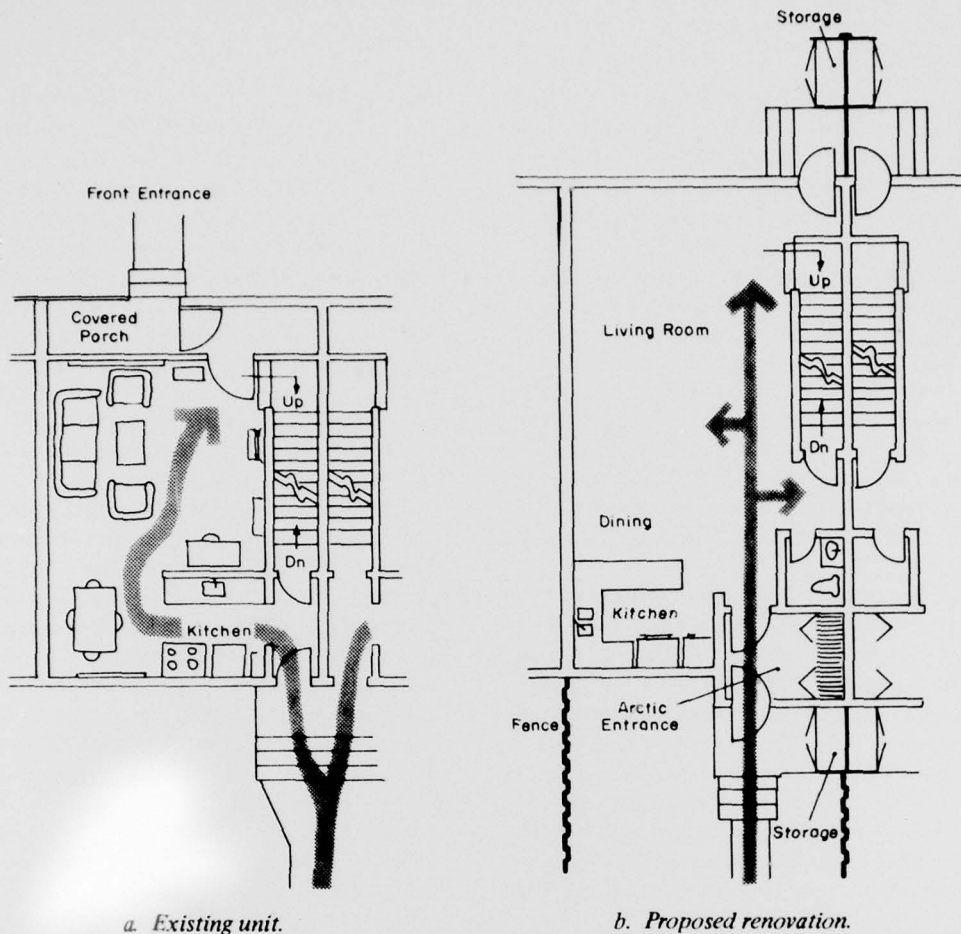 Front Entrance
Covered
Porch
Up
Dn
Kitchen
a. Existing unit.
Storage
Up
Living Room
Dn
Dining
Kitchen
Arctic
Entrance
Fence
Storage
b. Proposed renovation.